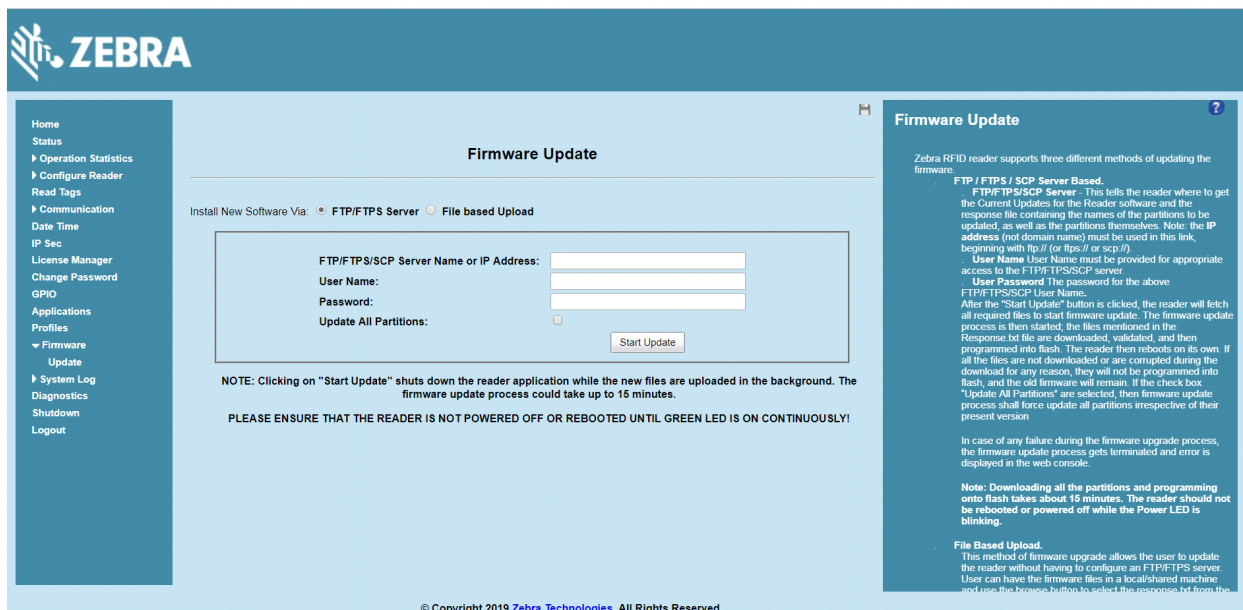 ZEBRA
Home
Status
Operation Statistics
Configure Reader
Read Tags
Communication
Date Time
IP Sec
License Manager
Change Password
GPIO
Applications
Profiles
Firmware
Update
System Log
Diagnostics
Shutdown
Logout
Firmware Update
Install New Software Via: FTP/FTPS Server File based Upload
FTP/FTPS/SCP Server Name or IP Address:
User Name:
Password:
Update All Partitions:
Start Update
NOTE: Clicking on "Start Update" shuts down the reader application while the new files are uploaded in the background. The
firmware update process could take up to 15 minutes.
PLEASE ENSURE THAT THE READER IS NOT POWERED OFF OR REBOOTED UNTIL GREEN LED IS ON CONTINUOUSLY!
?
Firmware Update
Zebra RFID reader supports three different methods of updating the
firmware.
. FTP / FTPS / SCP Server Based.
. FTP/FTPS/SCP Server - This tells the reader where to get
the Current Updates for the Reader software and the
response file containing the names of the partitions to be
updated, as well as the partitions themselves. Note: the IP
address (not domain name) must be used in this link,
beginning with ftp:// (or ftps:// or scp://).
. User Name User Name must be provided for appropriate
access to the FTP/FTPS/SCP server.
. User Password The password for the above
FTP/FTPS/SCP User Name.
After the "Start Update" button is clicked, the reader will fetch
all required files to start firmware update. The firmware update
process is then started; the files mentioned in the
Response.txt file are downloaded, validated, and then
programmed into flash. The reader then reboots on its own. If
all the files are not downloaded or are corrupted during the
download for any reason, they will not be programmed into
flash, and the old firmware will remain. If the check box
"Update All Partitions" are selected, then firmware update
process shall force update all partitions irrespective of their
present version
In case of any failure during the firmware upgrade process,
the firmware update process gets terminated and error is
displayed in the web console.
Note: Downloading all the partitions and programming
onto flash takes about 15 minutes. The reader should not
be rebooted or powered off while the Power LED is
blinking.
. File Based Upload.
This method of firmware upgrade allows the user to update
the reader without having to configure an FTP/FTPS server.
User can have the firmware files in a local/shared machine
and use the browse button to select the response.txt from the
© Copyright 2019 Zebra Technologies. All Rights Reserved